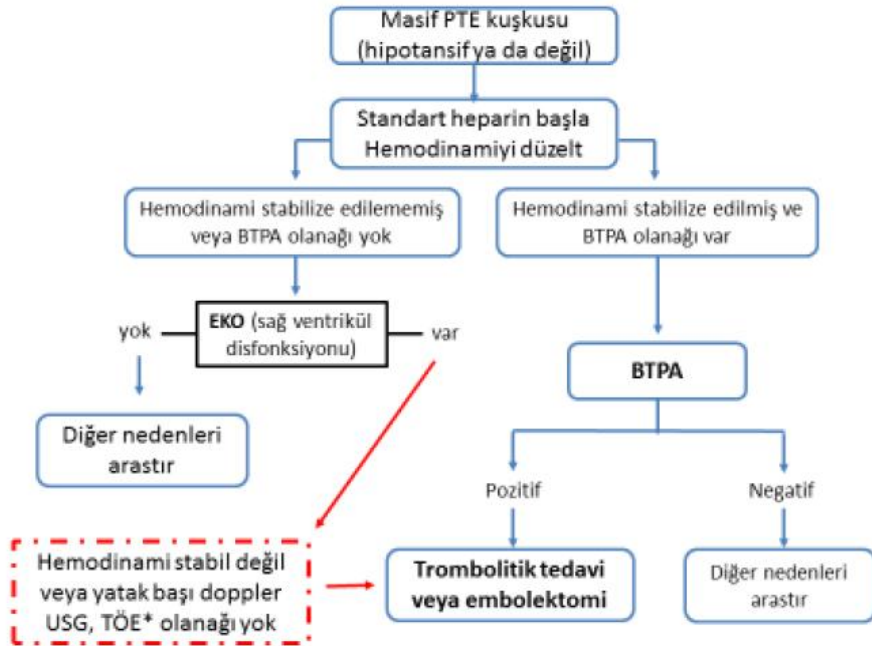 Masif PTE kuşkusu
(hipotansif ya da değil)
Standart heparin başla
Hemodinamiyi düzelt
Hemodinami stabilize edilememiş
veya BTPA olanağı yok
Hemodinami stabilize edilmiş ve
BTPA olanağı var
yok
EKO (sağ ventrikül
disfonksiyonu)
var
BTPA
Diğer nedenleri
arastır
Pozitif
Negatif
Hemodinami stabil değil
veya yatak başı doppler
USG, TÖE* olanağı yok
Trombolitik tedavi
veya embolektomi
Diğer nedenleri
arastır